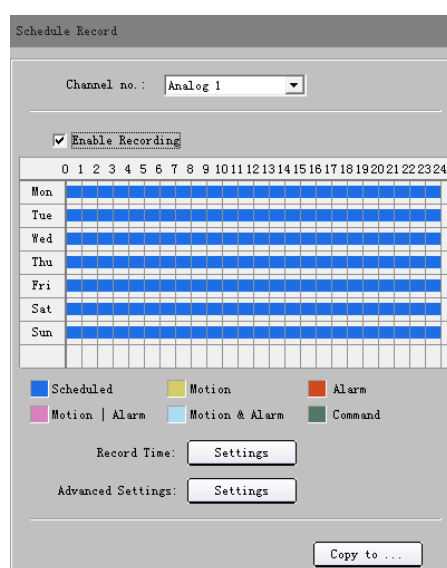 Schedule Record
Channel no.: Analog 1
Enable Recording
0 1 2 3 4 5 6 7 8 9 10 11 12 13 14 15 16 17 18 19 20 21 22 23 24
Mon
Tue
Wed
Thu
Fri
Sat
Sun
Scheduled Motion Alarm
Motion | Alarm Motion & Alarm Command
Record Time: Settings
Advanced Settings: Settings
Copy to ...